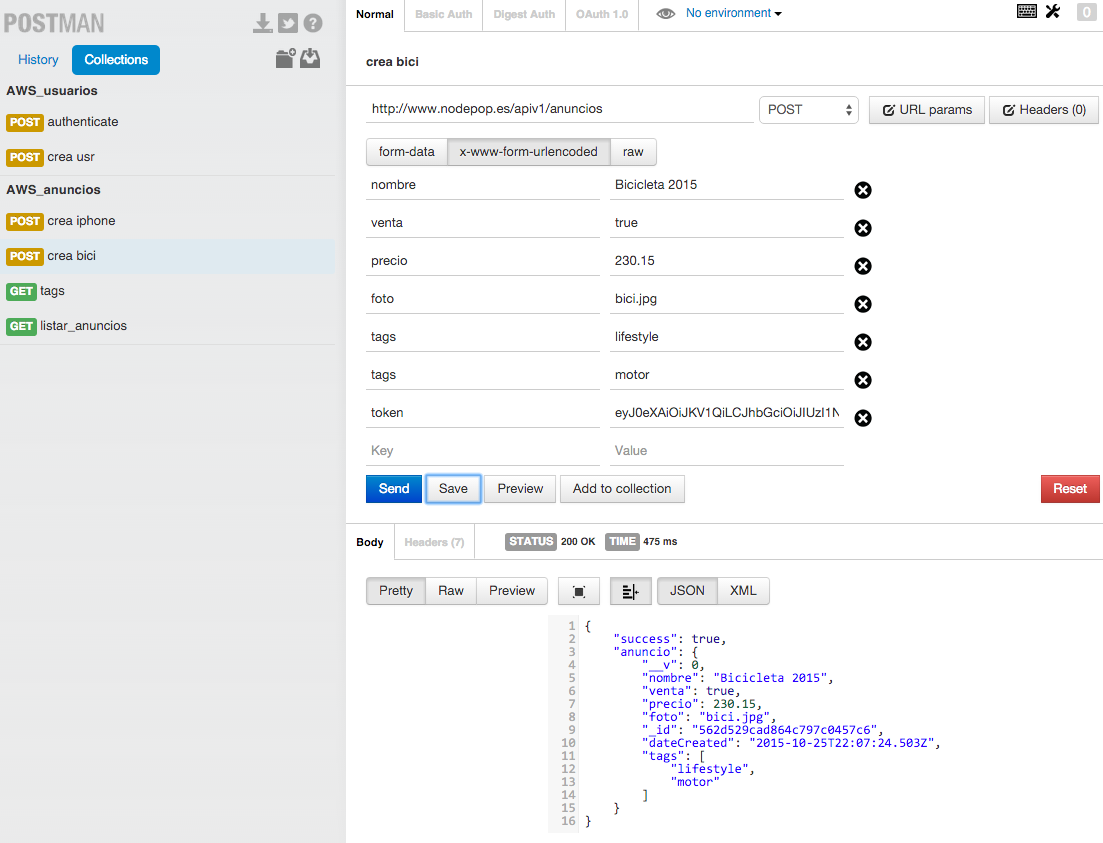 POSTMAN
History Collections
AWS_usuarios
POST authenticate
POST crea usr
AWS_anuncios
POST crea iphone
POST crea bici
GET tags
GET listar_anuncios
Normal Basic Auth Digest Auth OAuth 1.0 No environment 0
crea bici
http://www.nodepop.es/apiv1/anuncios POST URL params Headers (0)
form-data x-www-form-urlencoded raw
nombre Bicicleta 2015
venta true
precio 230.15
foto bici.jpg
tags lifestyle
tags motor
token eyJ0eXAiOiJKV1QiLCJhbGciOiJIUzI1N
Key Value
Send Save Preview Add to collection Reset
Body Headers (7) STATUS 200 OK TIME 475 ms
Pretty Raw Preview JSON XML
1 {
2 "success": true,
3 "anuncio": {
4 "__v": 0,
5 "nombre": "Bicicleta 2015",
6 "venta": true,
7 "precio": 230.15,
8 "foto": "bici.jpg",
9 "_id": "562d529cad864c797c0457c6",
10 "dateCreated": "2015-10-25T22:07:24.503Z",
11 "tags": [
12 "lifestyle",
13 "motor"
14 ]
15 }
16 }